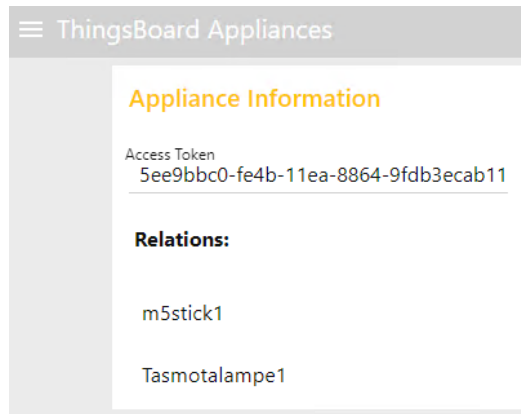 ThingsBoard Appliances
Appliance Information
Access Token
5ee9bbc0-fe4b-11ea-8864-9fdb3ecab11
Relations:
m5stick1
Tasmotalampe1